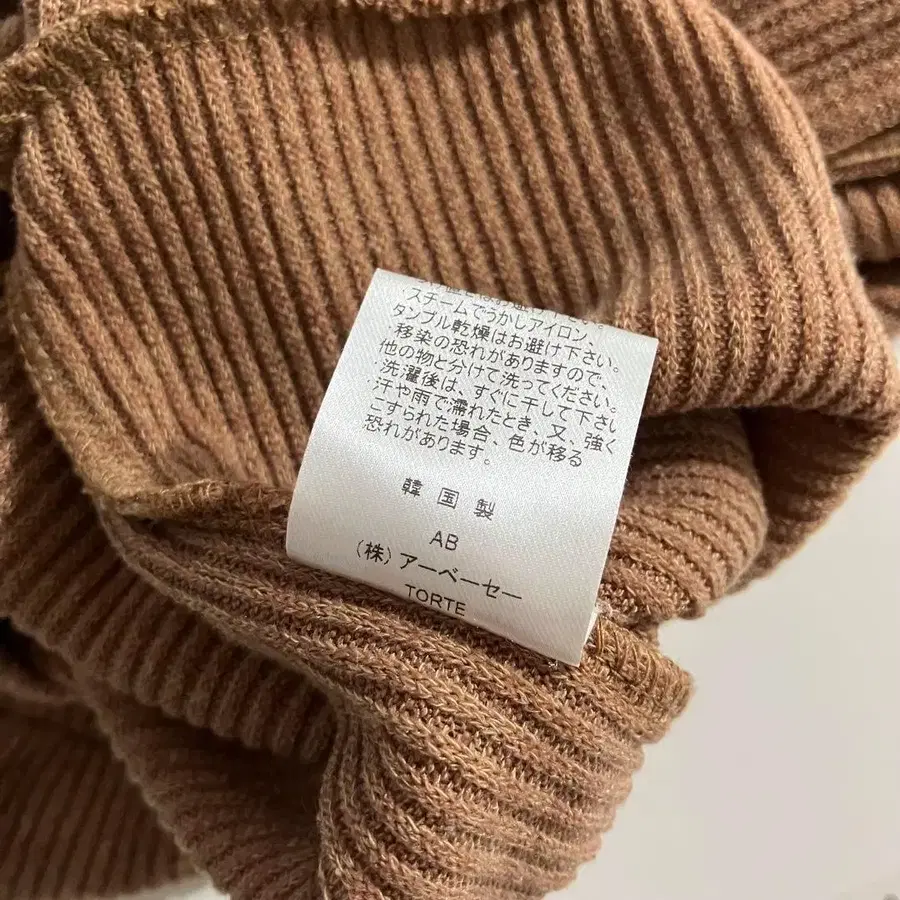 ・スチームでうかしアイロン、
タンブル乾燥はお避け下さい。
・移染の恐れがありますので、
他の物と分けて洗ってください。
・洗濯後は、すぐに干して下さい
・汗や雨で濡れたとき、又、強く
こすられた場合、色が移る
恐れがあります。
韓国製
AB
(株)アーベーセー
TORTE